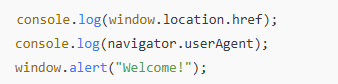 console.log(window.location.href);
console.log(navigator.userAgent);
window.alert("Welcome!");